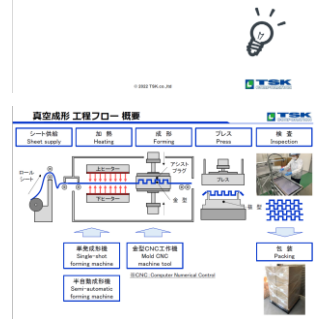 © 2022 TSK co.,ltd
TSK
真空成形 工程フロー 概要
TSK
シート供給
Sheet supply
加 熱
Heating
成 形
Forming
プレス
Press
検 査
Inspection
ロール
シート
上ヒーター
下ヒーター
アシスト
プラグ
金 型
プレス
抜 型
単発成形機
Single-shot
forming machine
金型CNC工作機
Mold CNC
machine tool
半自動成形機
Semi-automatic
forming machine
※CNC :Computer Numerical Control
包 装
Packing